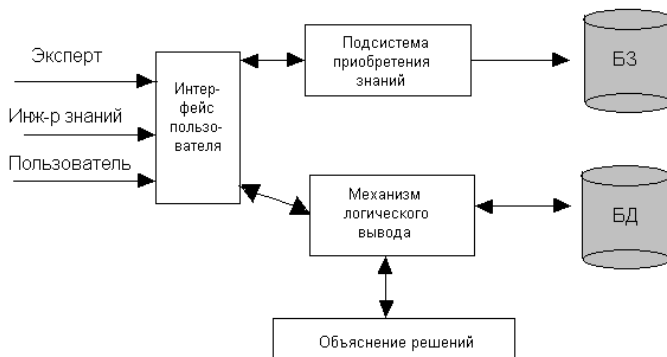 Эксперт
Инж-р знаний
Пользователь
Интер-
фейс
пользо-
вателя
Подсистема
приобретения
знаний
БЗ
Механизм
логического
вывода
БД
Объяснение решений